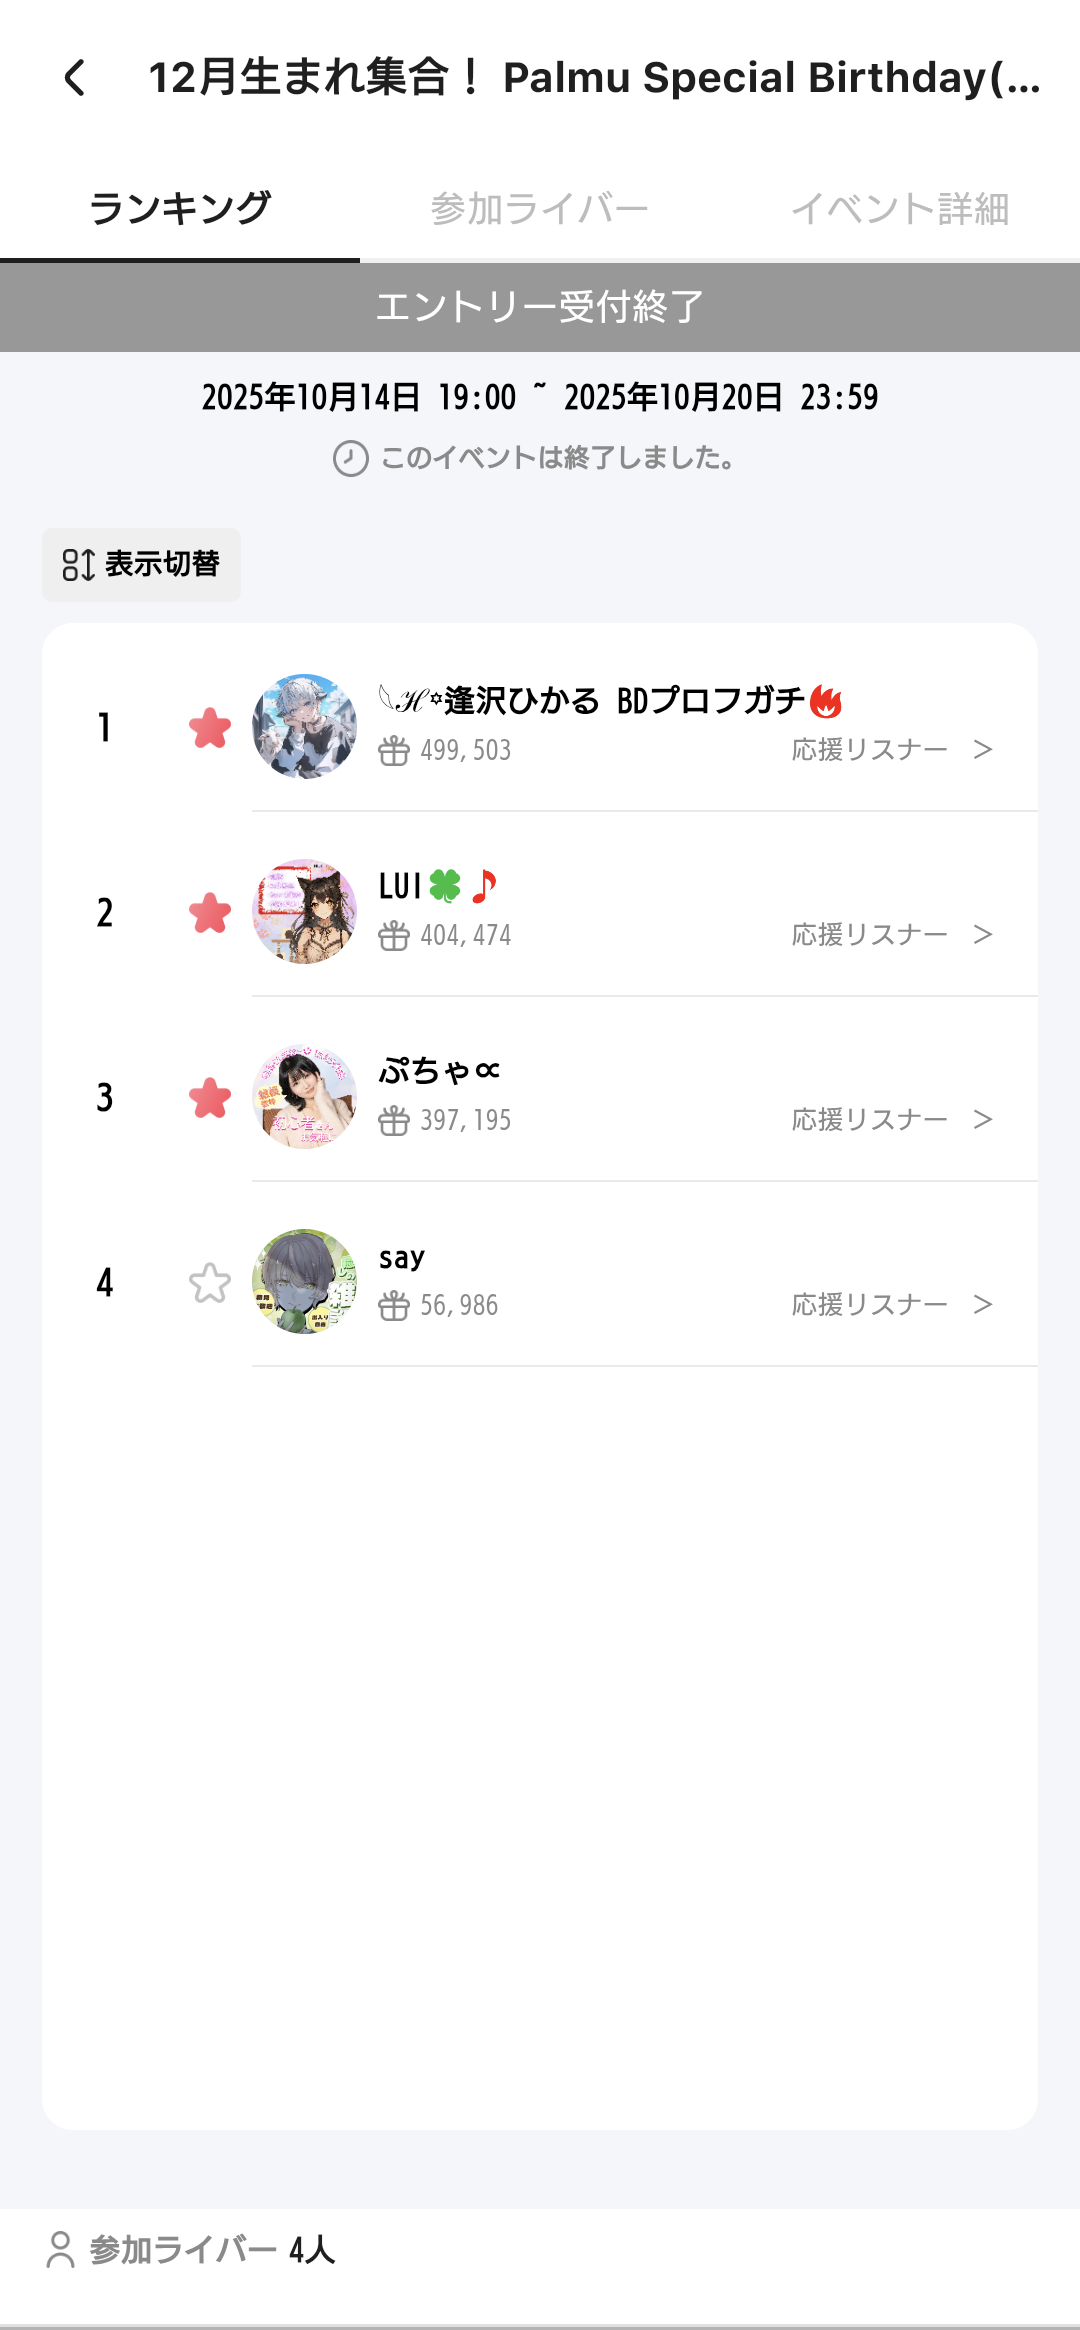 12月生まれ集合！ Palmu Special Birthday(...
ランキング 参加ライバー イベント詳細
エントリー受付終了
2025年10月14日 19:00 ~ 2025年10月20日 23:59
このイベントは終了しました。
表示切替
1 ℋ✡逢沢ひかる BDプロフガチ🔥
499,503 応援リスナー >
2 LUI🍀🎵
404,474 応援リスナー >
3 ぷちゃ∝
397,195 応援リスナー >
4 say
56,986 応援リスナー >
参加ライバー 4人